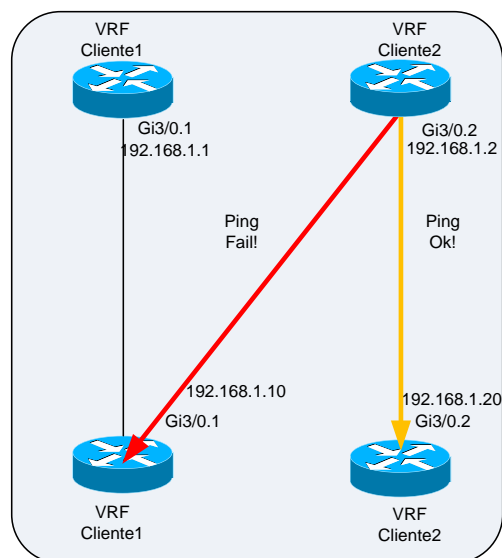 VRF
Cliente1
VRF
Cliente2
Gi3/0.1
192.168.1.1
Gi3/0.2
192.168.1.2
Ping
Fail!
Ping
Ok!
192.168.1.10
Gi3/0.1
192.168.1.20
Gi3/0.2
VRF
Cliente1
VRF
Cliente2